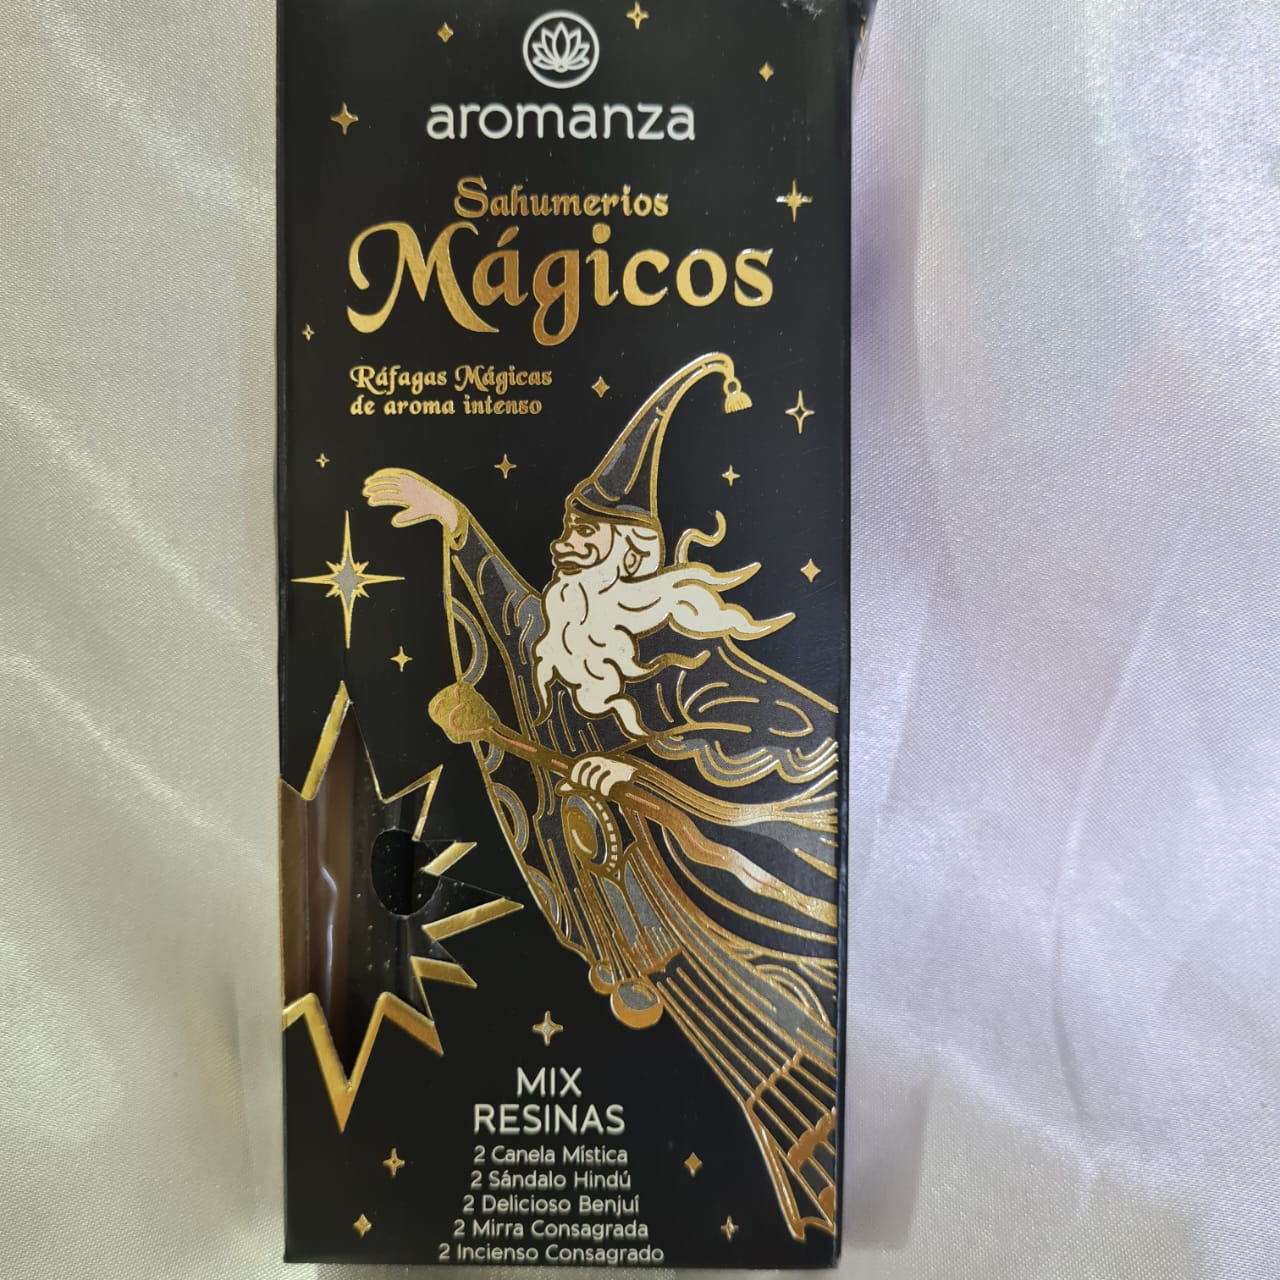 aromanza
Sahumerios
Mágicos
Ráfagas Mágicas
de aroma intenso
MIX
RESINAS
2 Canela Mística
2 Sándalo Hindú
2 Delicioso Benjuí
2 Mirra Consagrada
2 Incienso Consagrado